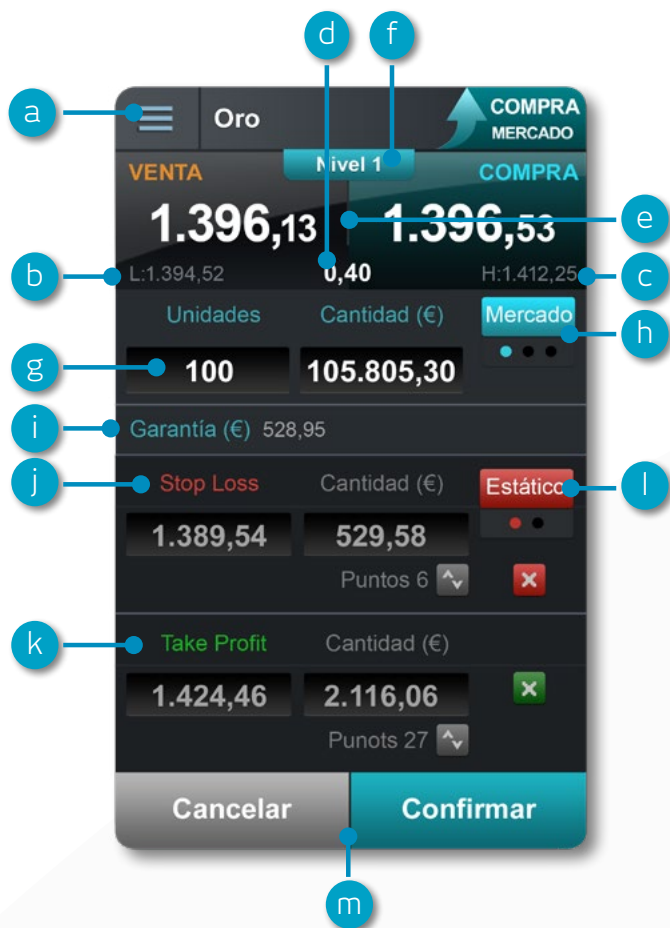 d f
a
Oro
COMPRA
MERCADO
VENTA
Nivel 1
COMPRA
1.396,13
1.396,53
e
b
L:1.394,52
0,40
H:1.412,25
c
Unidades
Cantidad (€)
Mercado
h
g
100
105.805,30
i
Garantía (€) 528,95
j
Stop Loss
Cantidad (€)
Estático
l
1.389,54
529,58
Puntos 6
k
Take Profit
Cantidad (€)
1.424,46
2.116,06
Punots 27
Cancelar
Confirmar
m